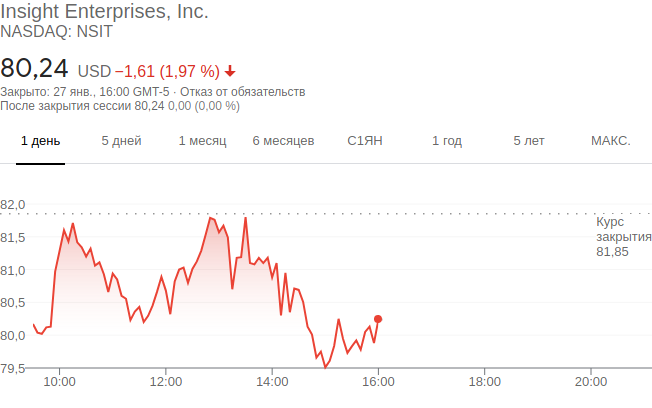 Insight Enterprises, Inc.
NASDAQ: NSIT
80,24 USD −1,61 (1,97 %)
Закрыто: 27 янв., 16:00 GMT-5 · Отказ от обязательств
После закрытия сессии 80,24 0,00 (0,00 %)
1 день 5 дней 1 месяц 6 месяцев С1ЯН 1 год 5 лет МАКС.
82,0
Курс
закрытия
81,85
81,5
81,0
80,5
80,0
79,5
10:00 12:00 14:00 16:00 18:00 20:00